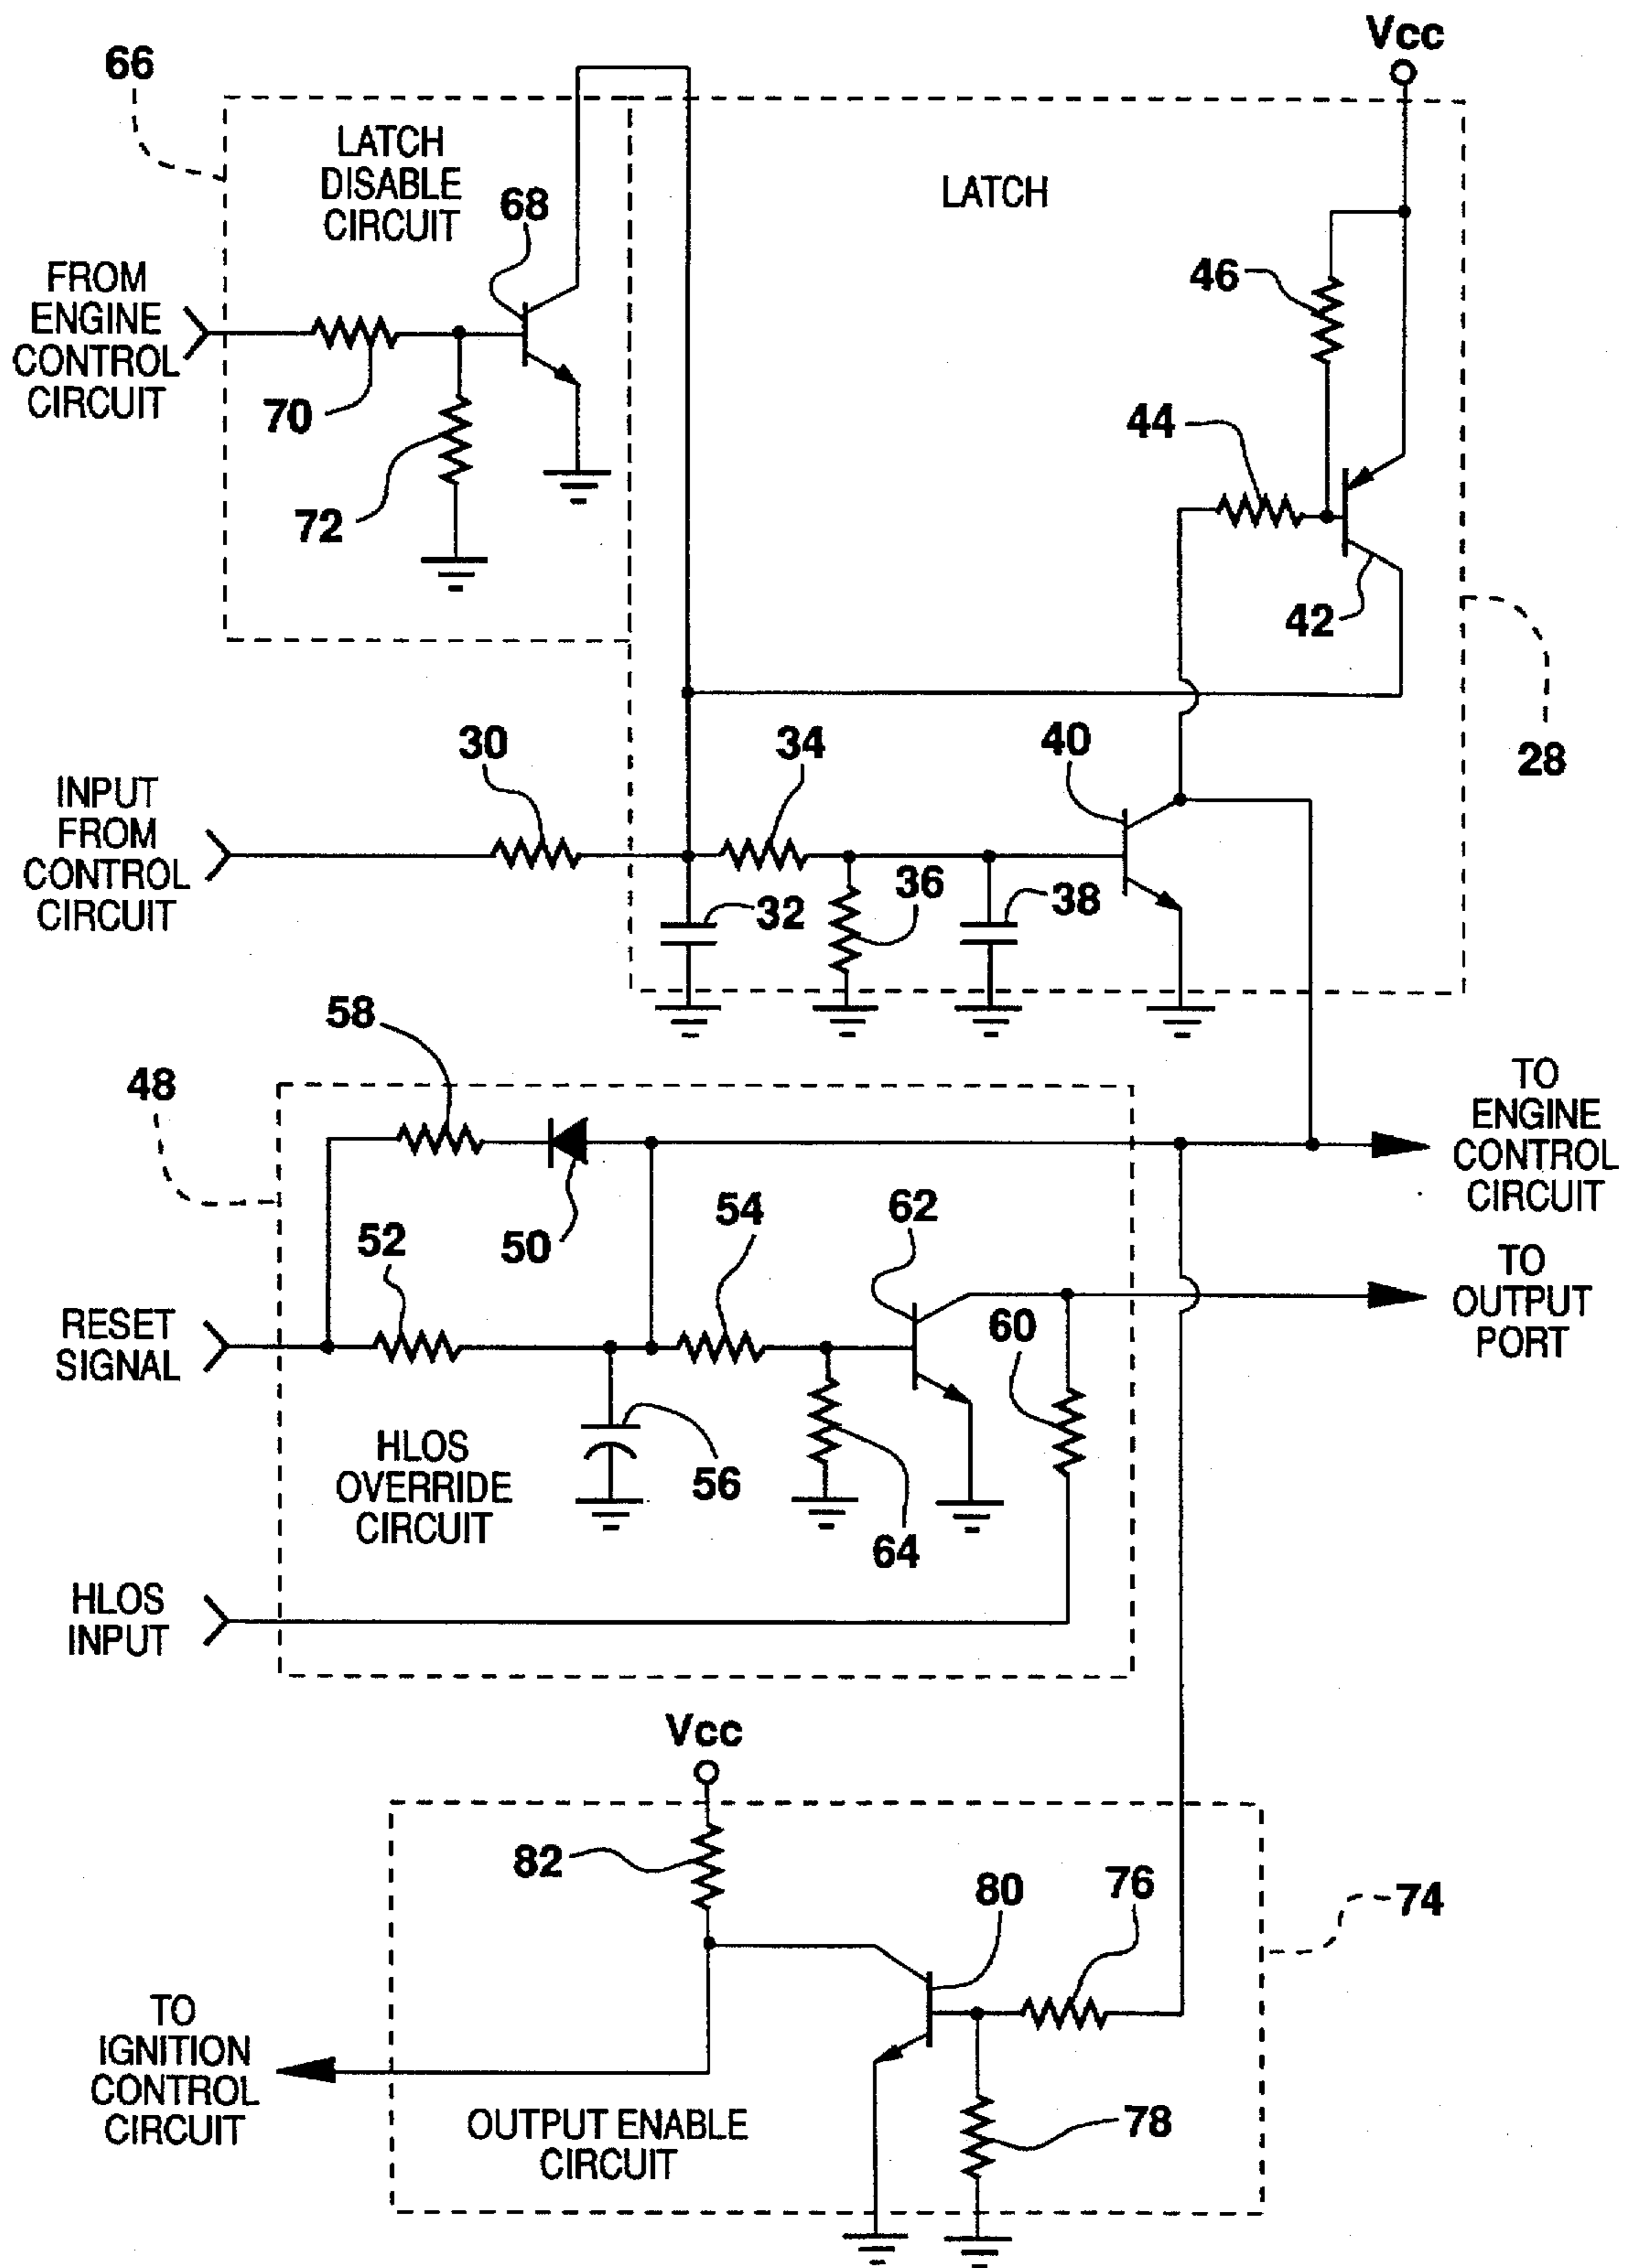 Vcc
66
LATCH
DISABLE
CIRCUIT
68
LATCH
46
FROM
ENGINE
CONTROL
CIRCUIT
70
72
44
42
28
30
34
40
INPUT
FROM
CONTROL
CIRCUIT
32
36
38
58
48
TO
ENGINE
CONTROL
CIRCUIT
50
52
54
62
TO
OUTPUT
PORT
RESET
SIGNAL
60
HLOS
OVERRIDE
CIRCUIT
56
64
HLOS
INPUT
Vcc
82
80
76
74
TO
IGNITION
CONTROL
CIRCUIT
OUTPUT ENABLE
CIRCUIT
78